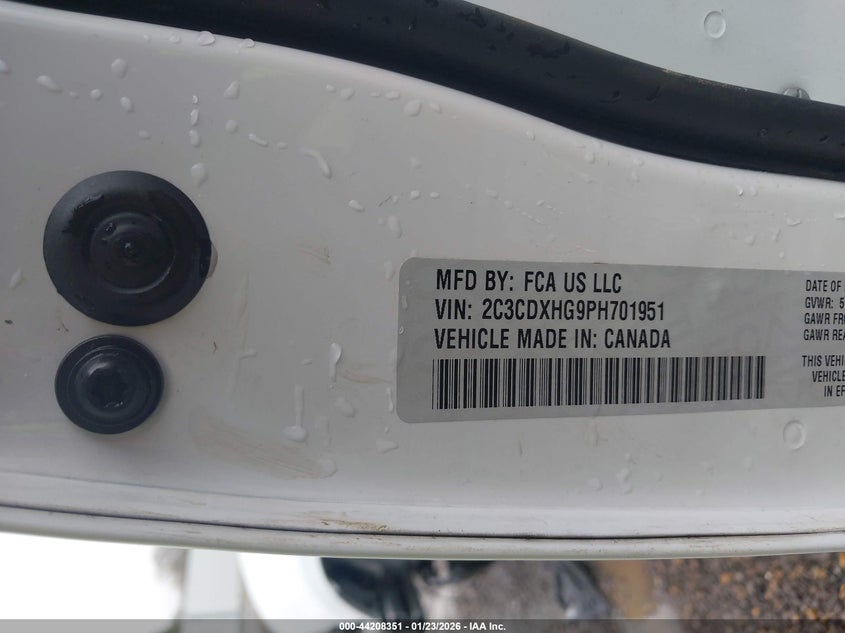 MFD BY: FCA US LLC
VIN: 2C3CDXHG9PH701951
VEHICLE MADE IN: CANADA
DATE OF
GVWR: 5
GAWR
GAWR
THIS
VEHICLE
IN
000-44208351 - 01/23/2026 - IAA Inc.